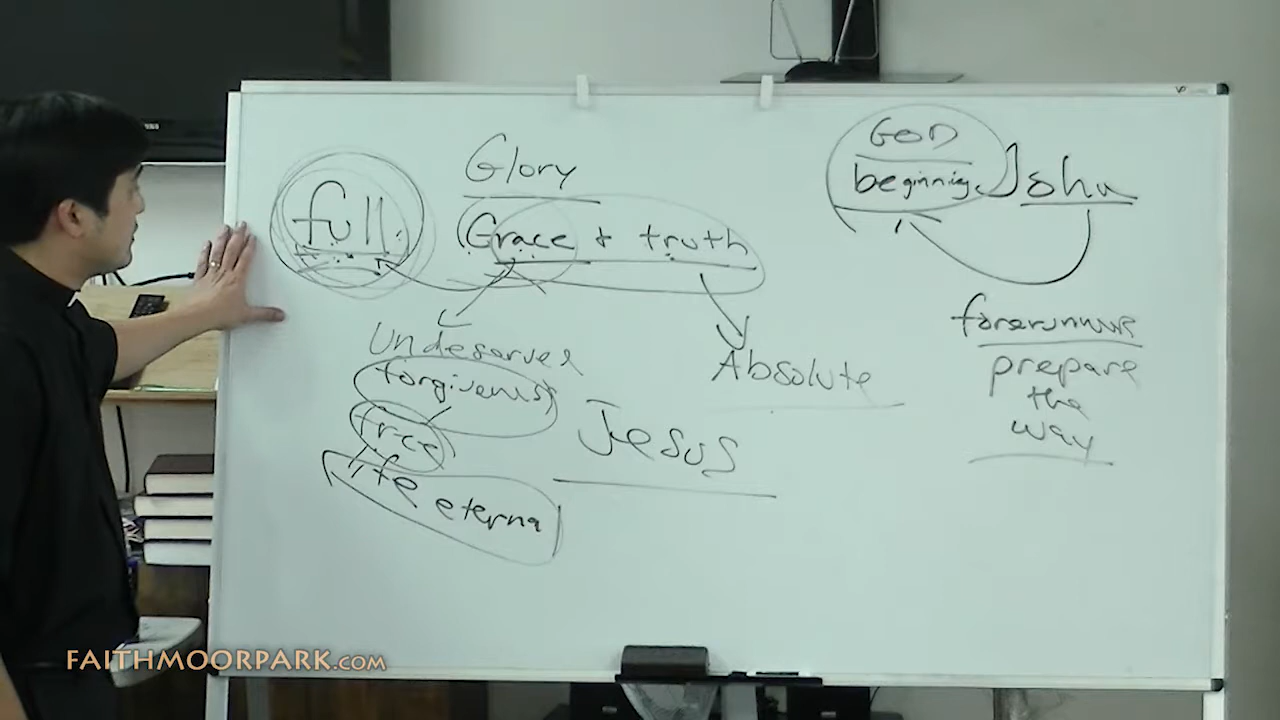 full
Glory
Grace + truth
Undeserved
forgiveness
free
life eternal
Absolute
Jesus
GOD
beginning
John
forerunner
prepare
the
way
FAITHMOORPARK.COM